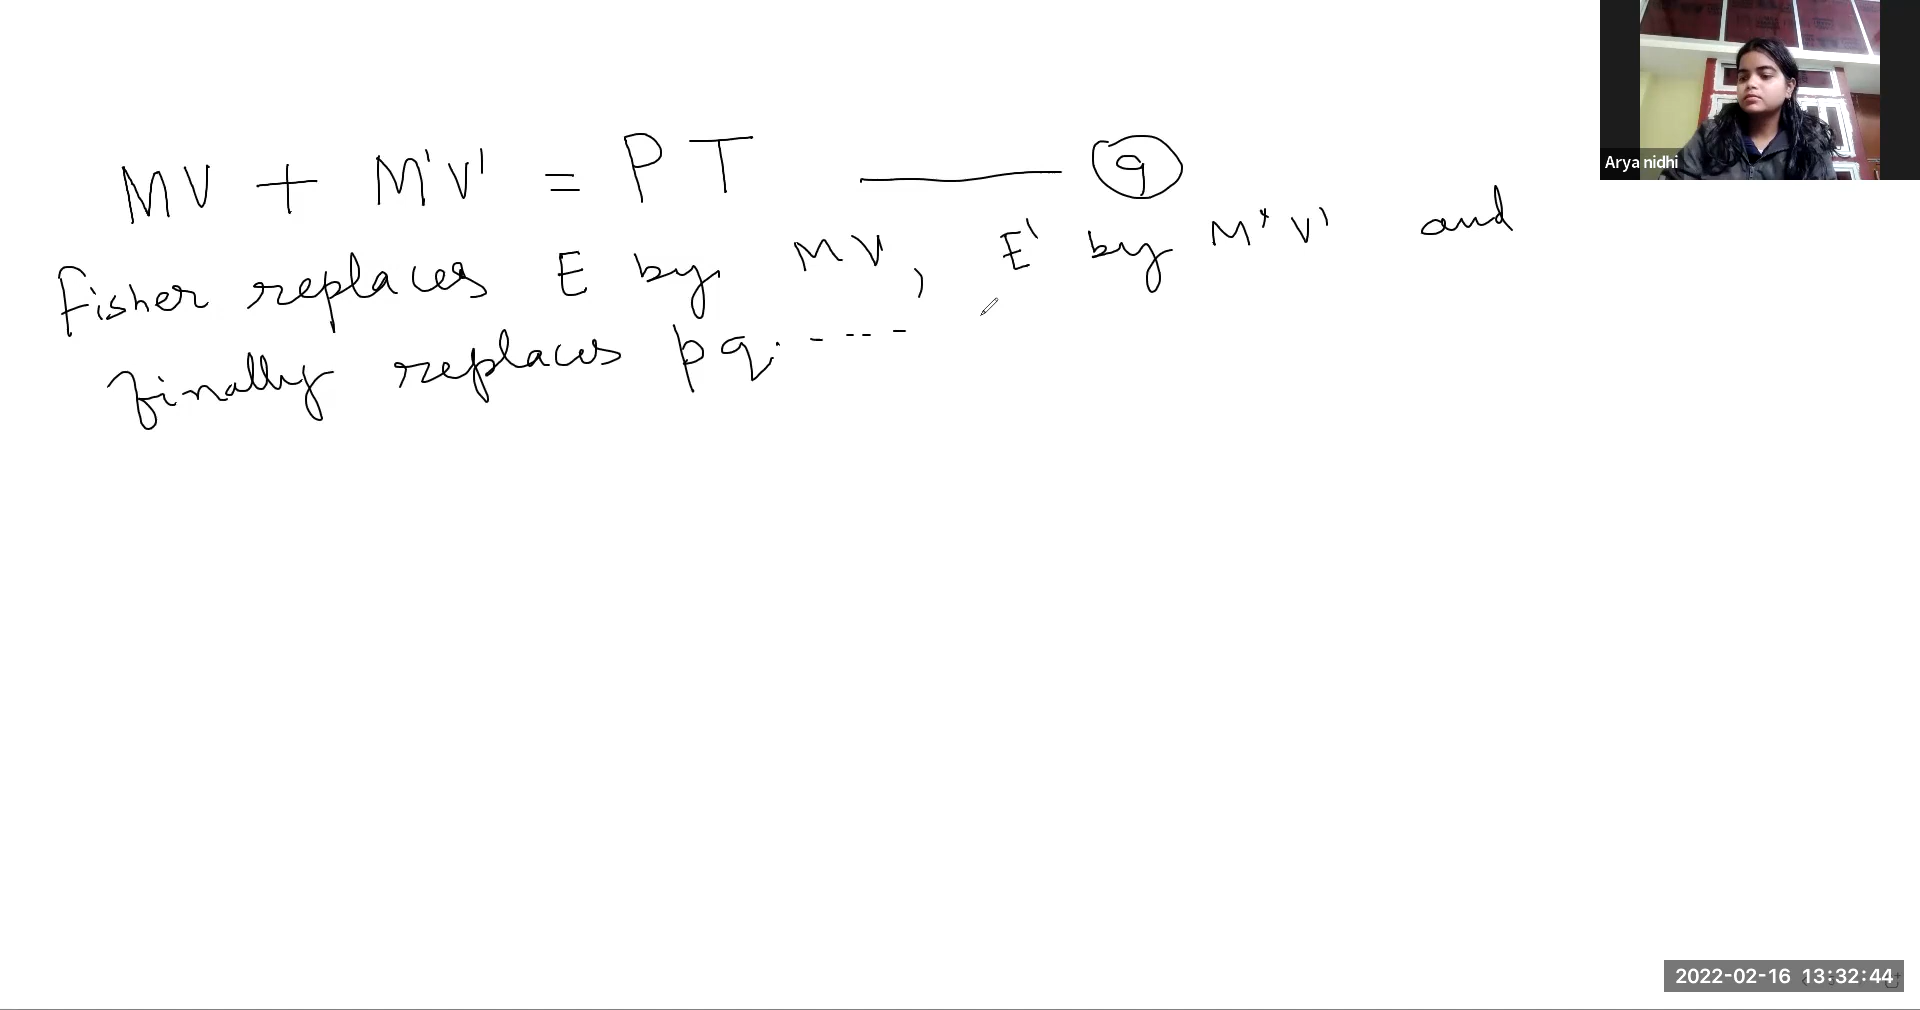 MV + M'V' = PT —— 9
Fisher replaces E by MV, E' by M'V' and
finally replaces pq. - -- -
Arya nidhi
2022-02-16 13:32:44